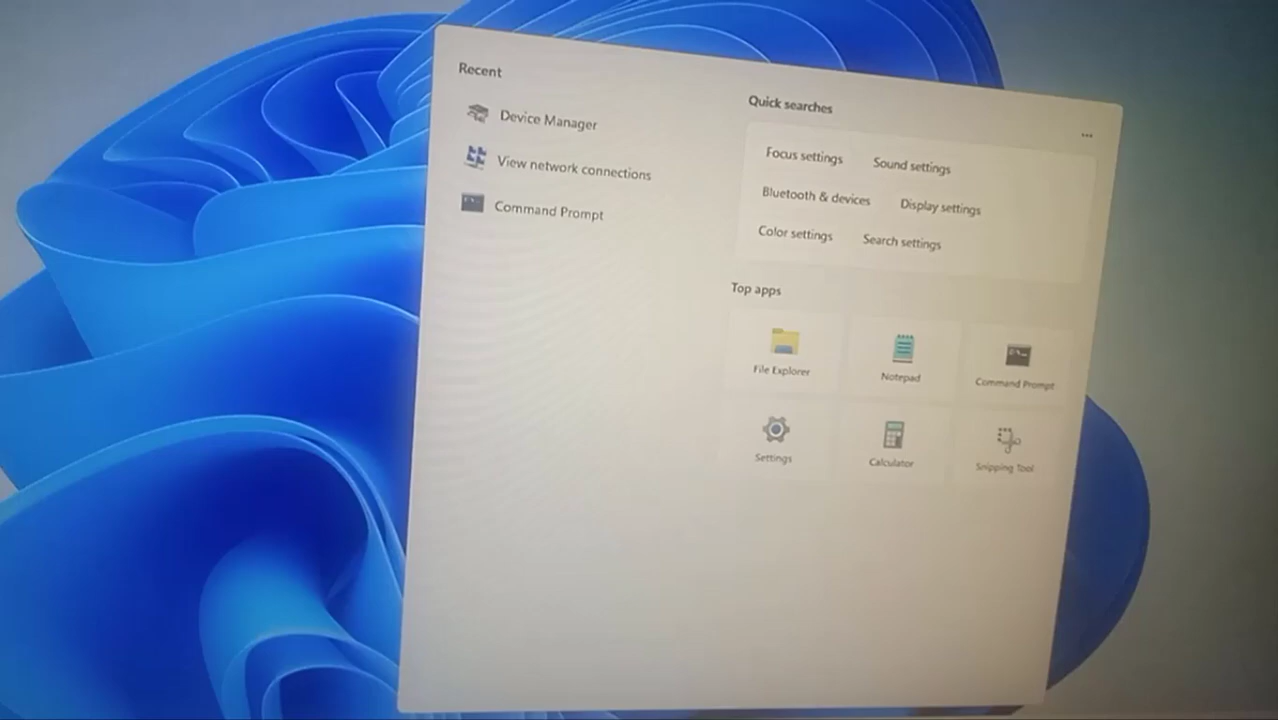 Recent
Device Manager
View network connections
Command Prompt
Quick searches
...
Focus settings
Sound settings
Bluetooth & devices
Display settings
Color settings
Search settings
Top apps
File Explorer
Notepad
Command Prompt
Settings
Calculator
Snipping Tool